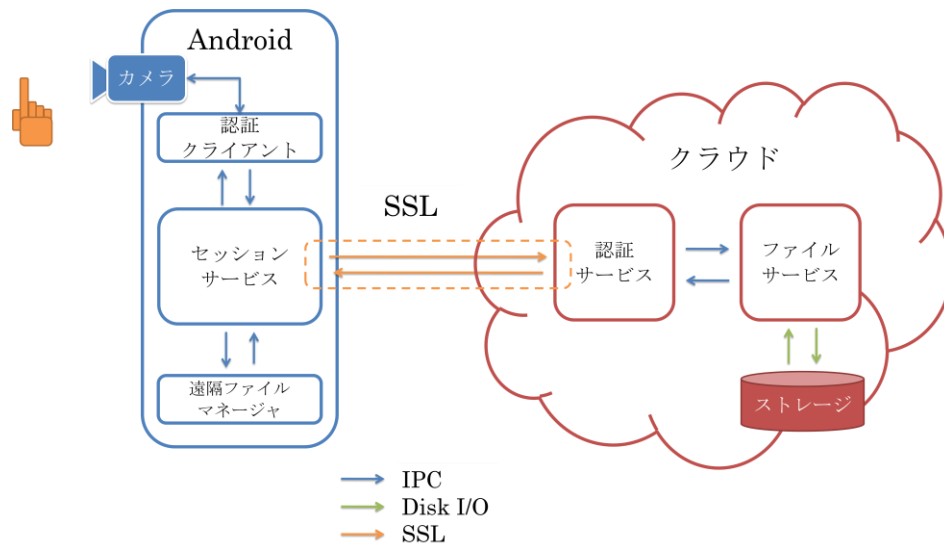 Android
カメラ
認証
クライアント
セッション
サービス
遠隔ファイル
マネージャ
SSL
クラウド
認証
サービス
ファイル
サービス
ストレージ
IPC
Disk I/O
SSL